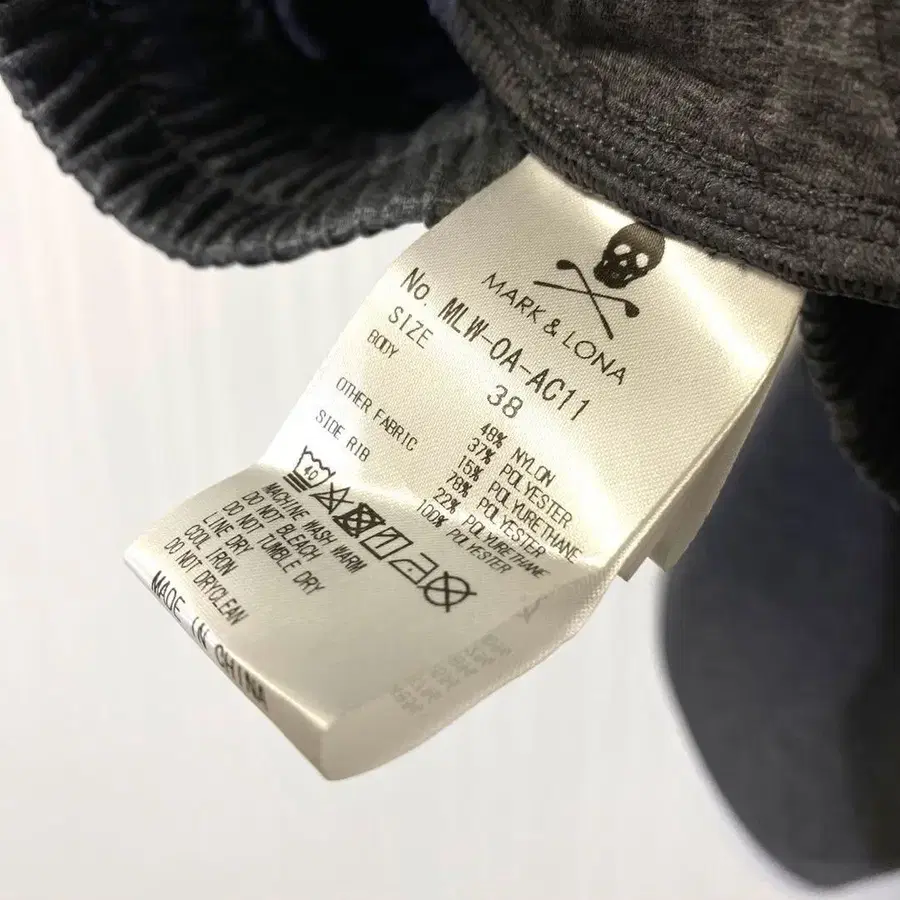 MARK & LONA
No. MLW-0A-AC11
SIZE 38
BODY 48% NYLON
37% POLYESTER
15% POLYURETHANE
OTHER FABRIC 78% POLYESTER
22% POLYURETHANE
SIDE RIB 100% POLYESTER
40
MACHINE WASH WARM
DO NOT BLEACH
DO NOT TUMBLE DRY
LINE DRY
COOL IRON
DO NOT DRYCLEAN
MADE IN CHINA